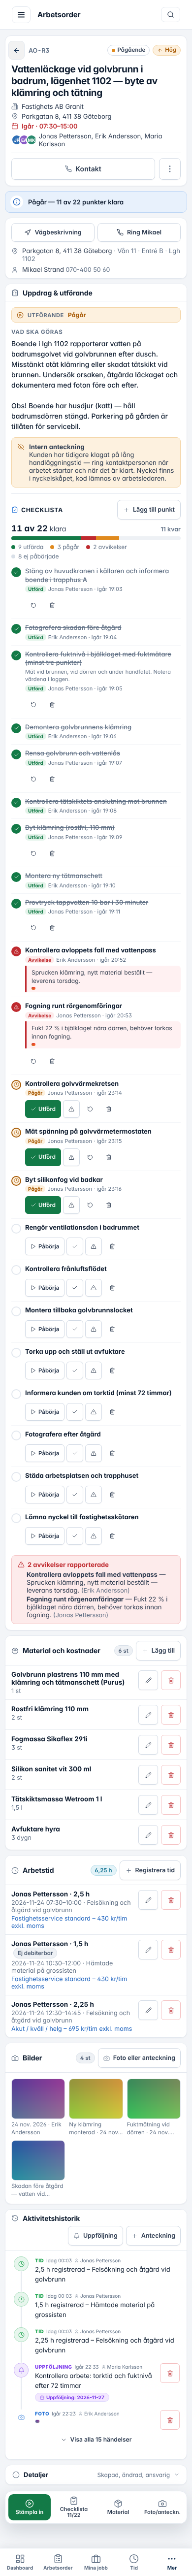 Arbetsorder
AO-R3
Pågående
Hög
Vattenläckage vid golvbrunn i
badrum, lägenhet 1102 — byte av
klämring och tätning
Fastighets AB Granit
Parkgatan 8, 411 38 Göteborg
Igår · 07:30–15:00
Jonas Pettersson, Erik Andersson, Maria
Karlsson
Kontakt
Pågår — 11 av 22 punkter klara
Vägbeskrivning
Ring Mikael
Parkgatan 8, 411 38 Göteborg · Vån 11 · Entré B · Lgh
1102
Mikael Strand 070-400 50 60
Uppdrag & utförande
UTFÖRANDE Pågår
VAD SKA GÖRAS
Boende i lgh 1102 rapporterar vatten på
badrumsgolvet vid golvbrunnen efter dusch.
Misstänkt otät klämring eller skadat tätskikt vid
brunnen. Undersök orsaken, åtgärda läckaget och
dokumentera med foton före och efter.
Obs! Boende har husdjur (katt) — håll
badrumsdörren stängd. Parkering på gården är
tillåten för servicebil.
Intern anteckning
Kunden har tidigare klagat på lång
handläggningstid — ring kontaktpersonen när
arbetet startar och när det är klart. Nyckel finns
i nyckelskåpet, kod lämnas av arbetsledaren.
CHECKLISTA
Lägg till punkt
11 av 22 klara
11 kvar
9 utförda
3 pågår
2 avvikelser
8 ej påbörjade
Stäng av huvudkranen i källaren och informera
boende i trapphus A
Utförd Jonas Pettersson · igår 19:03
Fotografera skadan före åtgärd
Utförd Erik Andersson · igår 19:04
Kontrollera fuktnivå i bjälklaget med fuktmätare
(minst tre punkter)
Mät vid brunnen, vid dörren och under handfatet. Notera
värdena i loggen.
Utförd Jonas Pettersson · igår 19:05
Demontera golvbrunnens klämring
Utförd Erik Andersson · igår 19:06
Rensa golvbrunn och vattenlås
Utförd Jonas Pettersson · igår 19:07
Kontrollera tätskiktets anslutning mot brunnen
Utförd Erik Andersson · igår 19:08
Byt klämring (rostfri, 110 mm)
Utförd Jonas Pettersson · igår 19:09
Montera ny tätmanschett
Utförd Erik Andersson · igår 19:10
Provtryck tappvatten 10 bar i 30 minuter
Utförd Jonas Pettersson · igår 19:11
Kontrollera avloppets fall med vattenpass
Avvikelse Erik Andersson · igår 20:52
Sprucken klämring, nytt material beställt —
leverans torsdag.
Fogning runt rörgenomföringar
Avvikelse Jonas Pettersson · igår 20:53
Fukt 22 % i bjälklaget nära dörren, behöver torkas
innan fogning.
Kontrollera golvvärmekretsen
Pågår Jonas Pettersson · igår 23:14
Utförd
Mät spänning på golvvärmetermostaten
Pågår Jonas Pettersson · igår 23:15
Utförd
Byt silikonfog vid badkar
Pågår Jonas Pettersson · igår 23:16
Utförd
Rengör ventilationsdon i badrummet
Påbörja
Kontrollera frånluftsflödet
Påbörja
Montera tillbaka golvbrunnslocket
Påbörja
Torka upp och ställ ut avfuktare
Påbörja
Informera kunden om torktid (minst 72 timmar)
Påbörja
Fotografera efter åtgärd
Påbörja
Städa arbetsplatsen och trapphuset
Påbörja
Lämna nyckel till fastighetsskötaren
Påbörja
2 avvikelser rapporterade
Kontrollera avloppets fall med vattenpass —
Sprucken klämring, nytt material beställt —
leverans torsdag. (Erik Andersson)
Fogning runt rörgenomföringar — Fukt 22 % i
bjälklaget nära dörren, behöver torkas innan
fogning. (Jonas Pettersson)
Material och kostnader
6 st
Lägg till
Golvbrunn plastrens 110 mm med
klämring och tätmanschett (Purus)
1 st
Rostfri klämring 110 mm
2 st
Fogmassa Sikaflex 291i
3 st
Silikon sanitet vit 300 ml
2 st
Tätskiktsmassa Wetroom 1 l
1,5 l
Avfuktare hyra
3 dygn
Arbetstid
6,25 h
Registrera tid
Jonas Pettersson · 2,5 h
2026-11-24 07:30–10:00 · Felsökning och
åtgärd vid golvbrunn
Fastighetsservice standard – 430 kr/tim
exkl. moms
Jonas Pettersson · 1,5 h
Ej debiterbar
2026-11-24 10:30–12:00 · Hämtade
material på grossisten
Fastighetsservice standard – 430 kr/tim
exkl. moms
Jonas Pettersson · 2,25 h
2026-11-24 12:30–14:45 · Felsökning och
åtgärd vid golvbrunn
Akut / kväll / helg – 695 kr/tim exkl. moms
Bilder
4 st
Foto eller anteckning
24 nov. 2026 · Erik
Andersson
Ny klämring
monterad · 24 nov....
Fuktmätning vid
dörren · 24 nov....
Skadan före åtgärd
— vatten vid...
Aktivitetshistorik
Uppföljning
Anteckning
TID Idag 00:03 Jonas Pettersson
2,5 h registrerad – Felsökning och åtgärd vid
golvbrunn
TID Idag 00:03 Jonas Pettersson
1,5 h registrerad – Hämtade material på
grossisten
TID Idag 00:03 Jonas Pettersson
2,25 h registrerad – Felsökning och åtgärd vid
golvbrunn
UPPFÖLJNING Igår 22:33 Maria Karlsson
Kontrollera arbete: torktid och fuktnivå
efter 72 timmar
Uppföljning: 2026-11-27
FOTO Igår 22:23 Erik Andersson
Visa alla 15 händelser
Detaljer
Skapad, ändrad, ansvarig
Stämpla in
Checklista
11/22
Material
Foto/anteckn.
Dashboard
Arbetsorder
Mina jobb
Tid
Mer